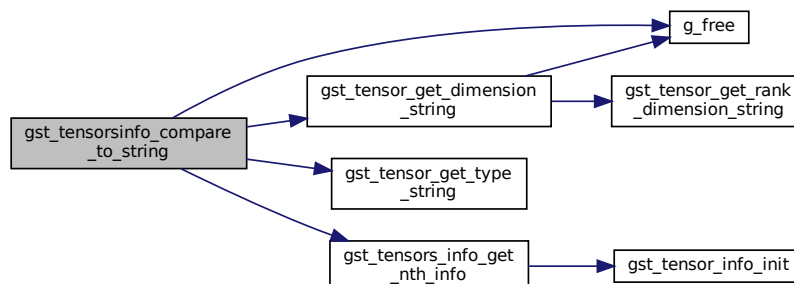 g_free
gst_tensor_get_dimension
_string
gst_tensor_get_rank
_dimension_string
gst_tensorsinfo_compare
_to_string
gst_tensor_get_type
_string
gst_tensors_info_get
_nth_info
gst_tensor_info_init